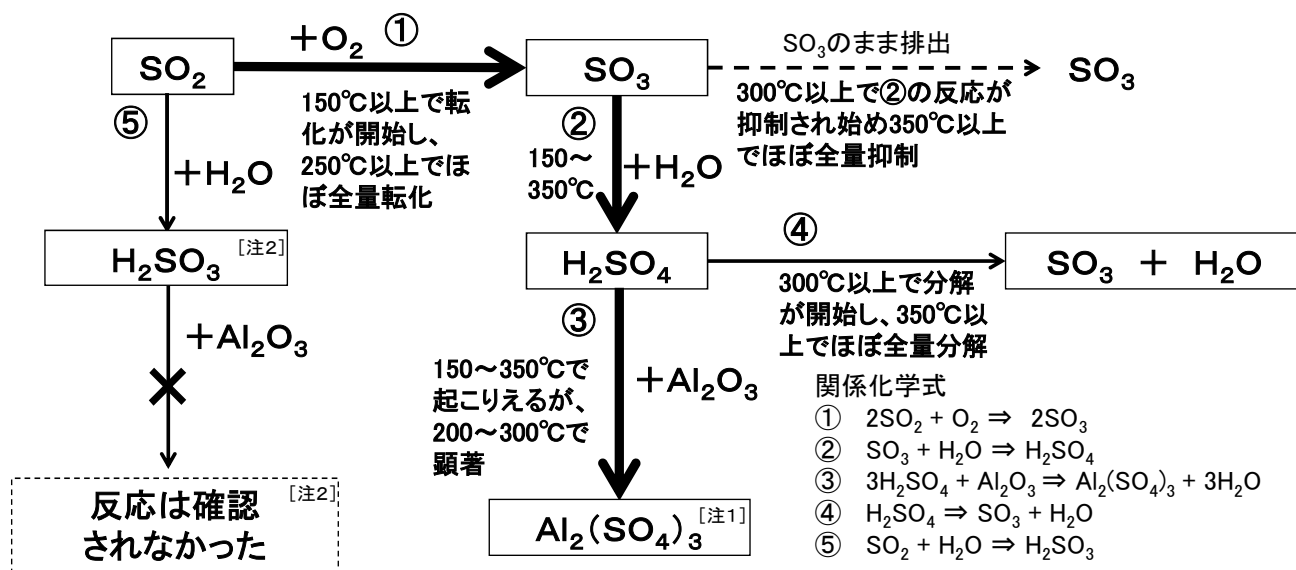 SO₂
＋O₂ ①
150℃以上で転
化が開始し、
250℃以上でほ
ぼ全量転化
SO₃
SO₃のまま排出
300℃以上で②の反応が
抑制され始め350℃以上
でほぼ全量抑制
SO₃
⑤
＋H₂O
②
150～
350℃
＋H₂O
H₂SO₃ [注2]
H₂SO₄
④
300℃以上で分解
が開始し、350℃以
上でほぼ全量分解
SO₃ ＋ H₂O
＋Al₂O₃
③
150～350℃で
起こりえるが、
200～300℃で
顕著
＋Al₂O₃
反応は確認 [注2]
されなかった
Al₂(SO₄)₃ [注1]
関係化学式
① 2SO₂ + O₂ ⇒ 2SO₃
② SO₃ + H₂O ⇒ H₂SO₄
③ 3H₂SO₄ + Al₂O₃ ⇒ Al₂(SO₄)₃ + 3H₂O
④ H₂SO₄ ⇒ SO₃ + H₂O
⑤ SO₂ + H₂O ⇒ H₂SO₃